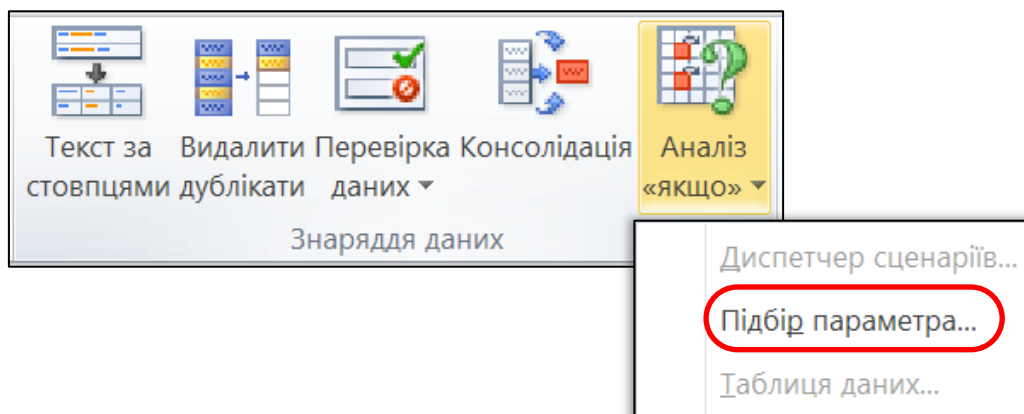 Текст за Видалити Перевірка Консолідація Аналіз
стовпцями дублікати даних «якщо»
Знаряддя даних
Диспетчер сценаріїв...
Підбір параметра...
Таблиця даних...